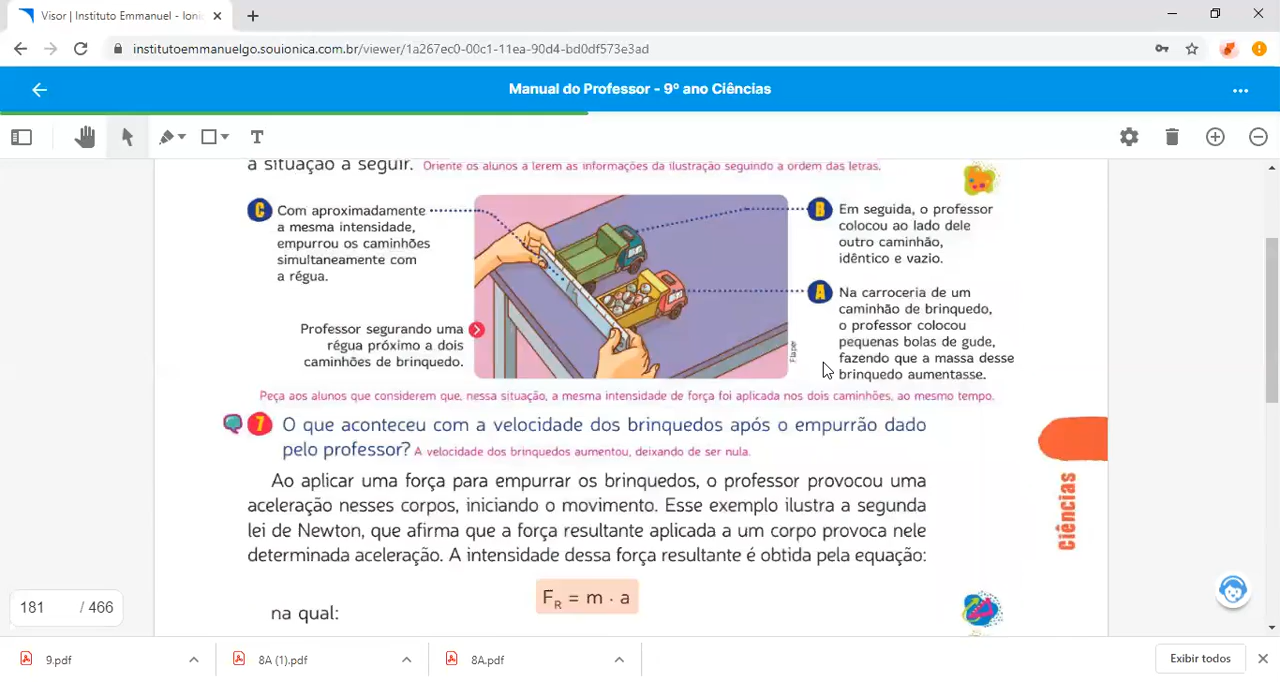 Visor | Instituto Emmanuel - Ionic
institutoemmanuelgo.souionica.com.br/viewer/1a267ec0-00c1-11ea-90d4-bd0df573e3ad
Manual do Professor - 9º ano Ciências
T
a situação a seguir. Oriente os alunos a lerem as informações da ilustração seguindo a ordem das letras.
C Com aproximadamente
a mesma intensidade,
empurrou os caminhões
simultaneamente com
a régua.
Professor segurando uma
régua próximo a dois
caminhões de brinquedo.
B Em seguida, o professor
colocou ao lado dele
outro caminhão,
idêntico e vazio.
A Na carroceria de um
caminhão de brinquedo,
o professor colocou
pequenas bolas de gude,
fazendo que a massa desse
brinquedo aumentasse.
Flaper
Peça aos alunos que considerem que, nessa situação, a mesma intensidade de força foi aplicada nos dois caminhões, ao mesmo tempo.
7 O que aconteceu com a velocidade dos brinquedos após o empurrão dado
pelo professor? A velocidade dos brinquedos aumentou, deixando de ser nula.
Ao aplicar uma força para empurrar os brinquedos, o professor provocou uma
aceleração nesses corpos, iniciando o movimento. Esse exemplo ilustra a segunda
lei de Newton, que afirma que a força resultante aplicada a um corpo provoca nele
determinada aceleração. A intensidade dessa força resultante é obtida pela equação:
F_R = m · a
na qual:
Ciências
181 / 466
9.pdf
8A (1).pdf
8A.pdf
Exibir todos